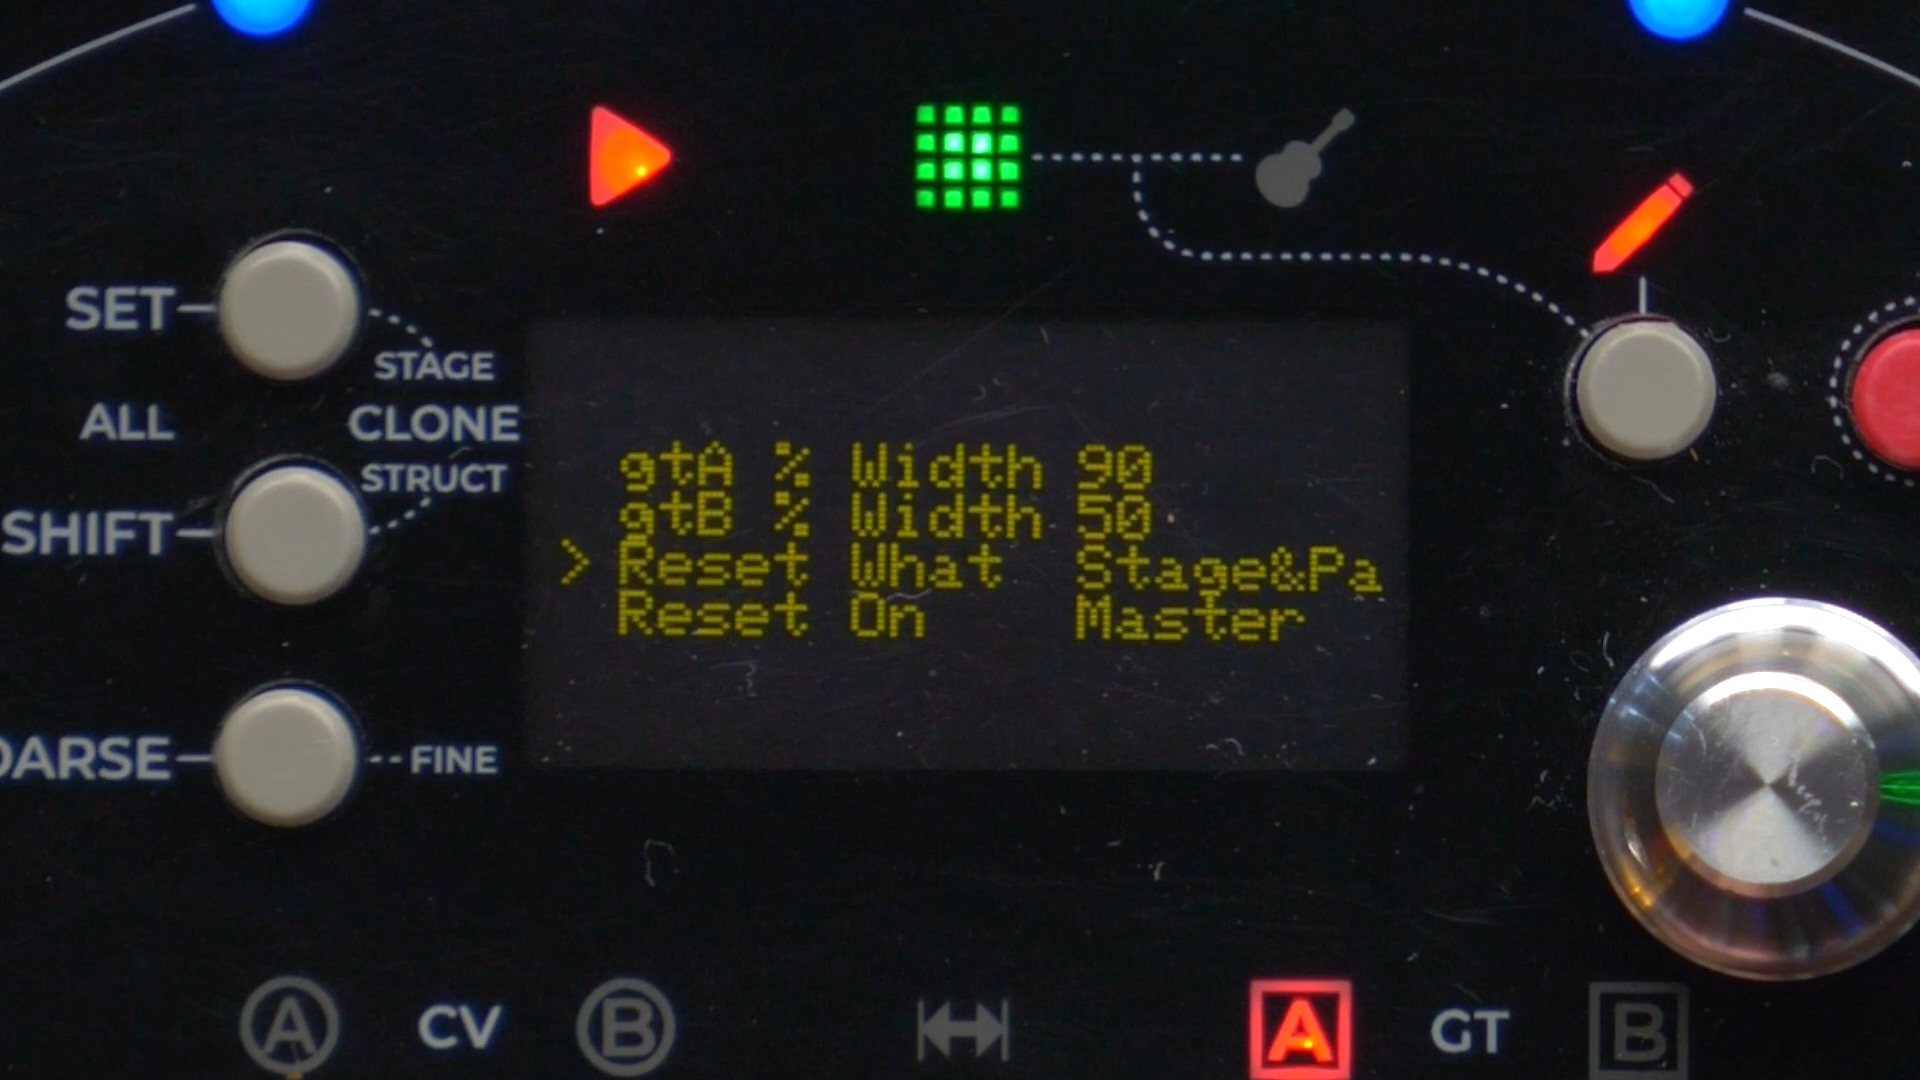 SET
STAGE
ALL
CLONE
STRUCT
SHIFT
gtA % Width 90
gtB % Width 50
> Reset What Stage&Pa
Reset On Master
OARSE
FINE
A CV B A GT B